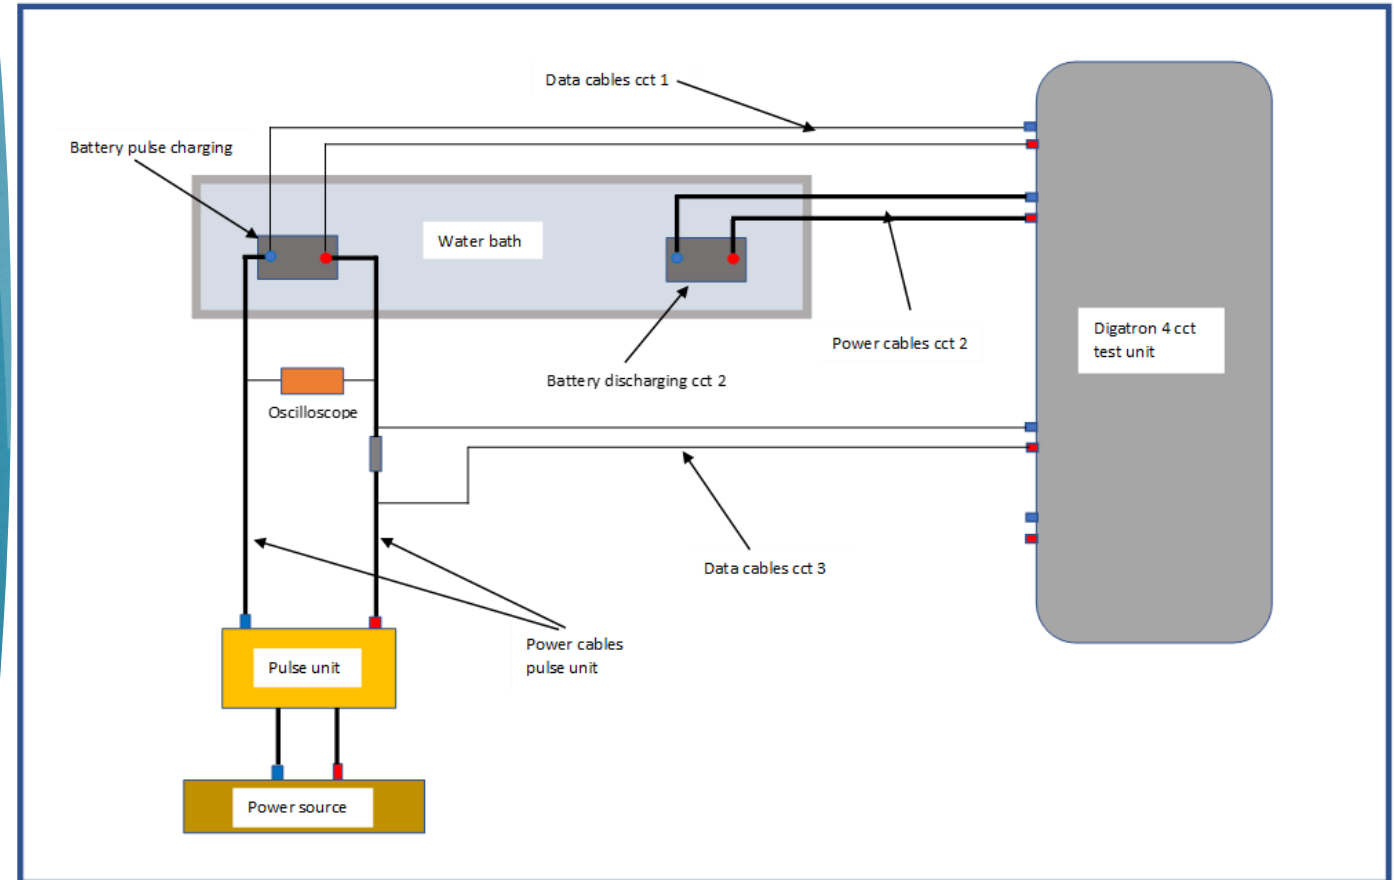 Data cables cct 1
Battery pulse charging
Water bath
Power cables cct 2
Digatron 4 cct
test unit
Battery discharging cct 2
Oscilloscope
Data cables cct 3
Power cables
pulse unit
Pulse unit
Power source